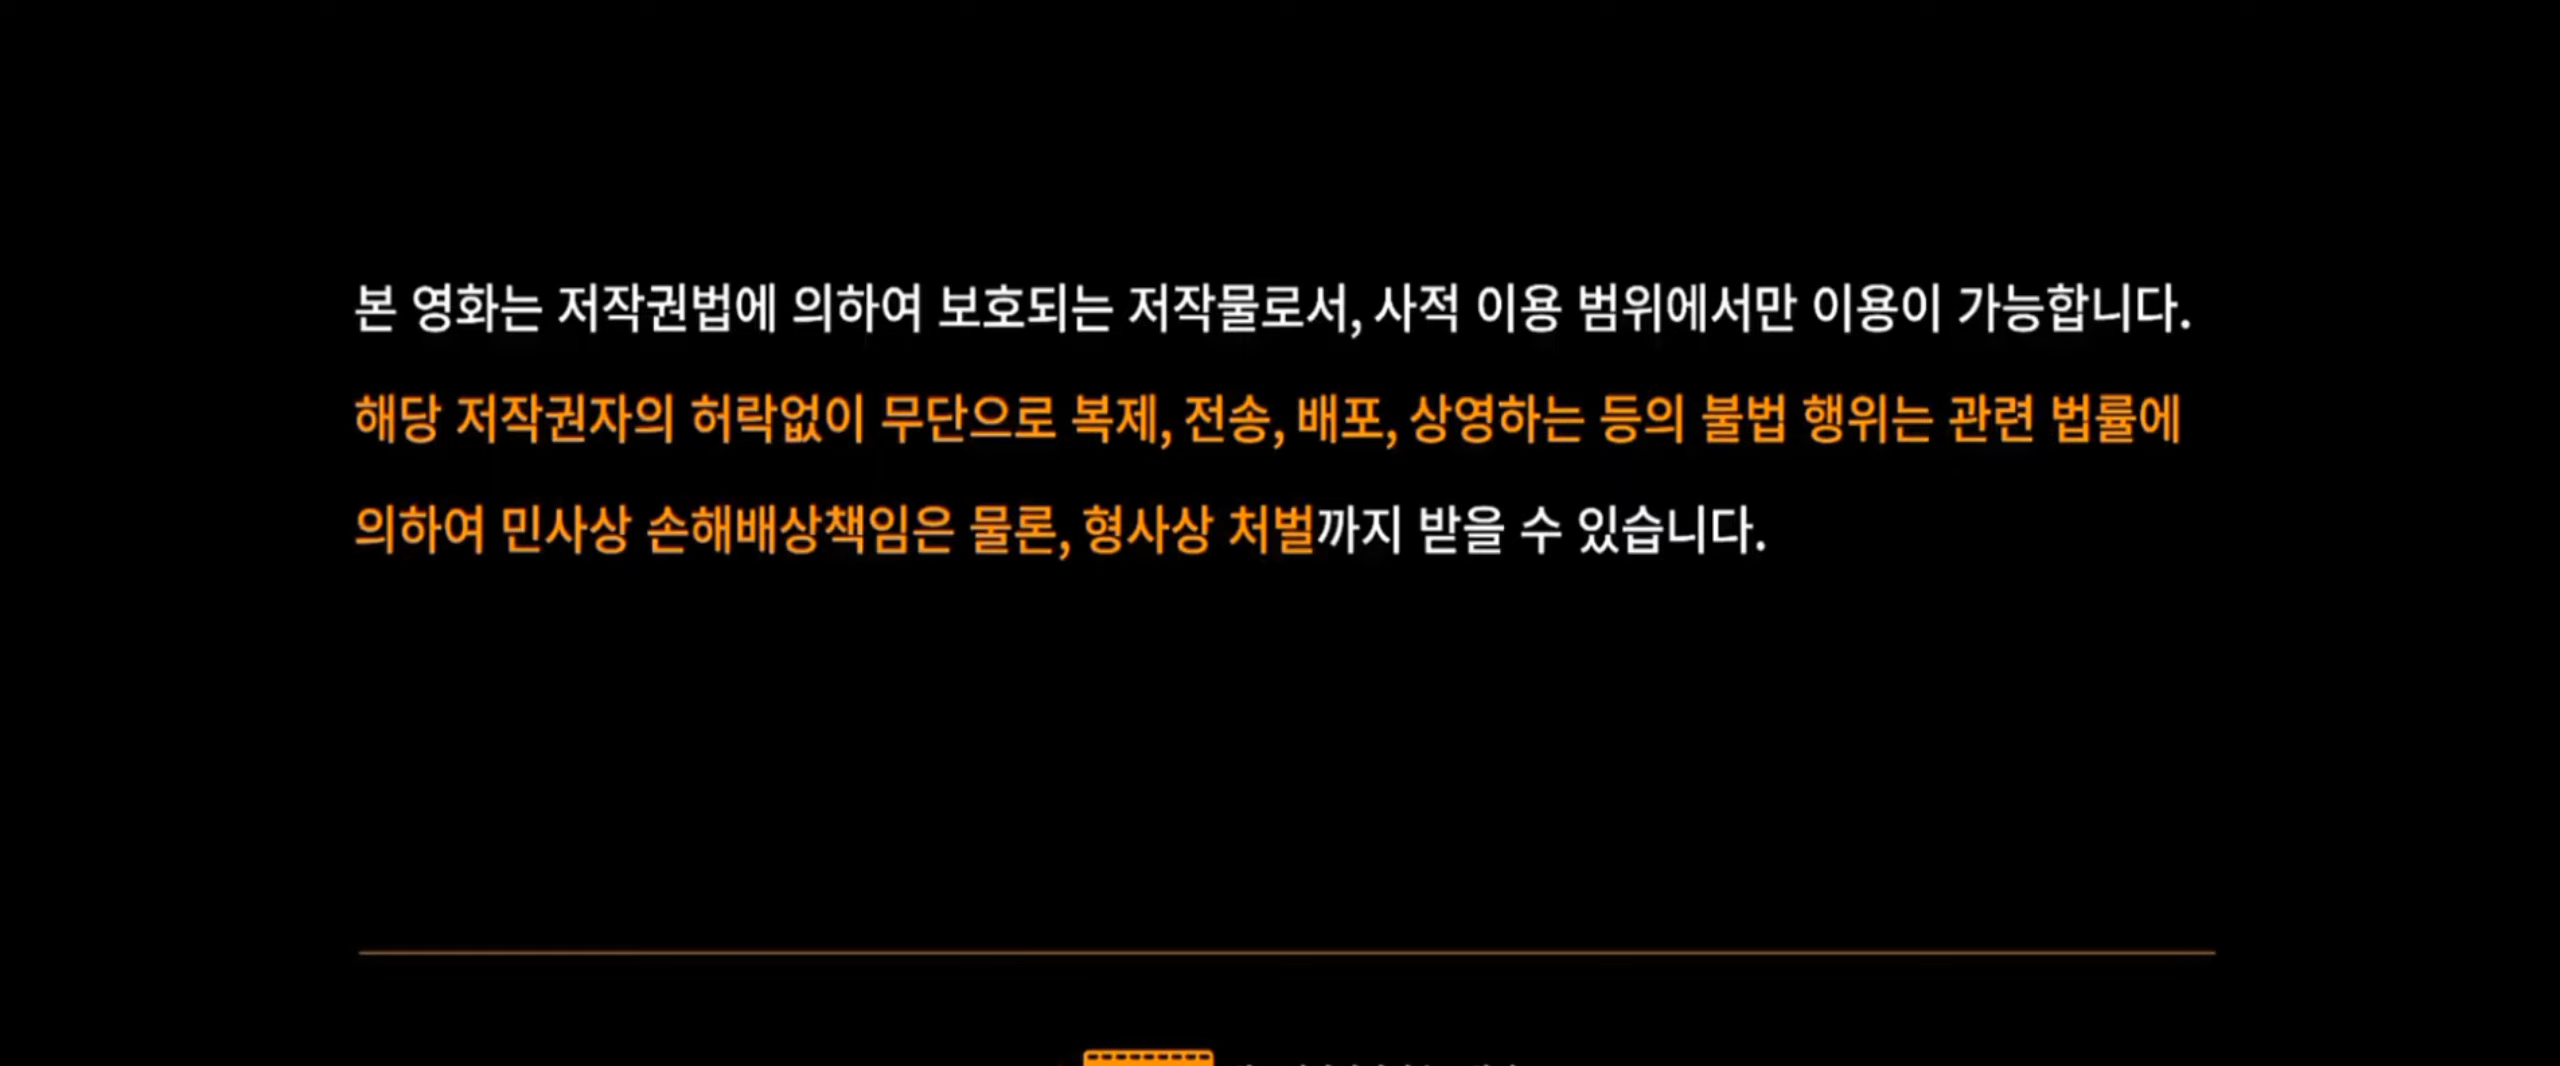 본 영화는 저작권법에 의하여 보호되는 저작물로서, 사적 이용 범위에서만 이용이 가능합니다.
해당 저작권자의 허락없이 무단으로 복제, 전송, 배포, 상영하는 등의 불법 행위는 관련 법률에
의하여 민사상 손해배상책임은 물론, 형사상 처벌까지 받을 수 있습니다.